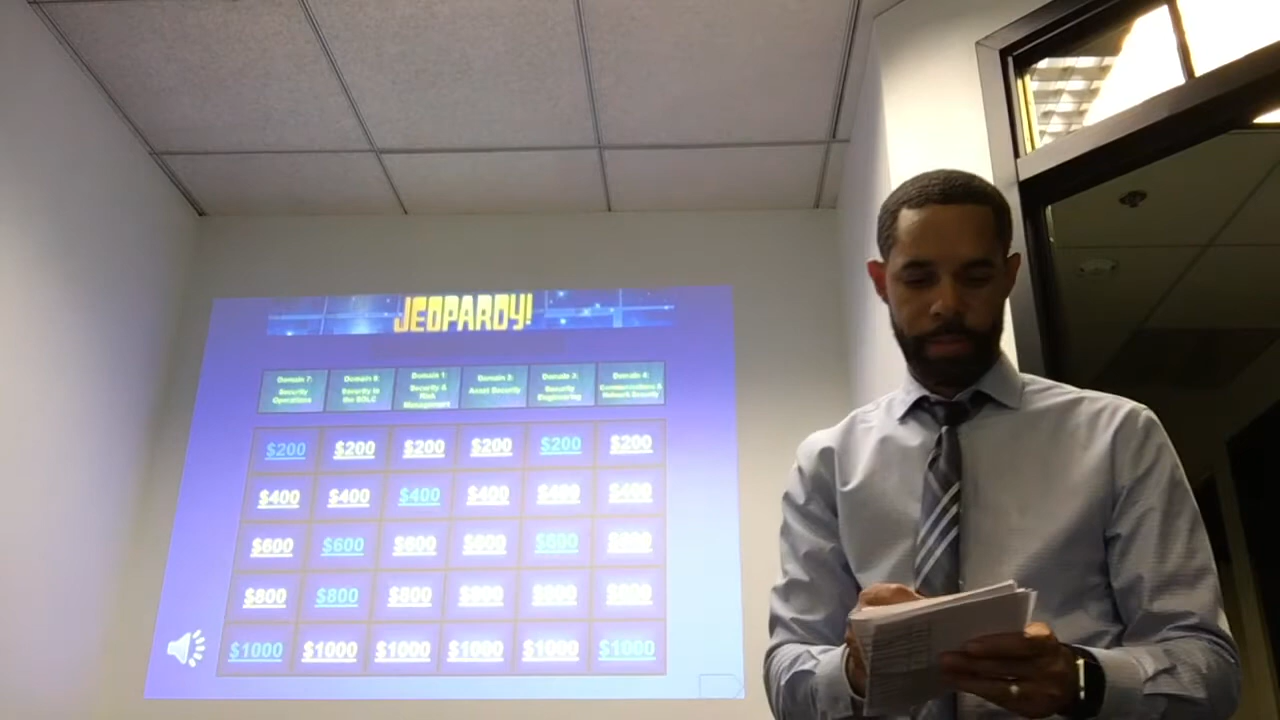 JEOPARDY!
Domain 7: Domain 8: Domain 1: Domain 2: Domain 3: Domain 4:
Security Security to Security & Asset Security Security Communications &
Operations the SDLC Risk Engineering Network Security
Management
$200 $200 $200 $200 $200 $200
$400 $400 $400 $400 $400 $400
$600 $600 $600 $600 $600 $600
$800 $800 $800 $800 $800 $800
$1000 $1000 $1000 $1000 $1000 $1000